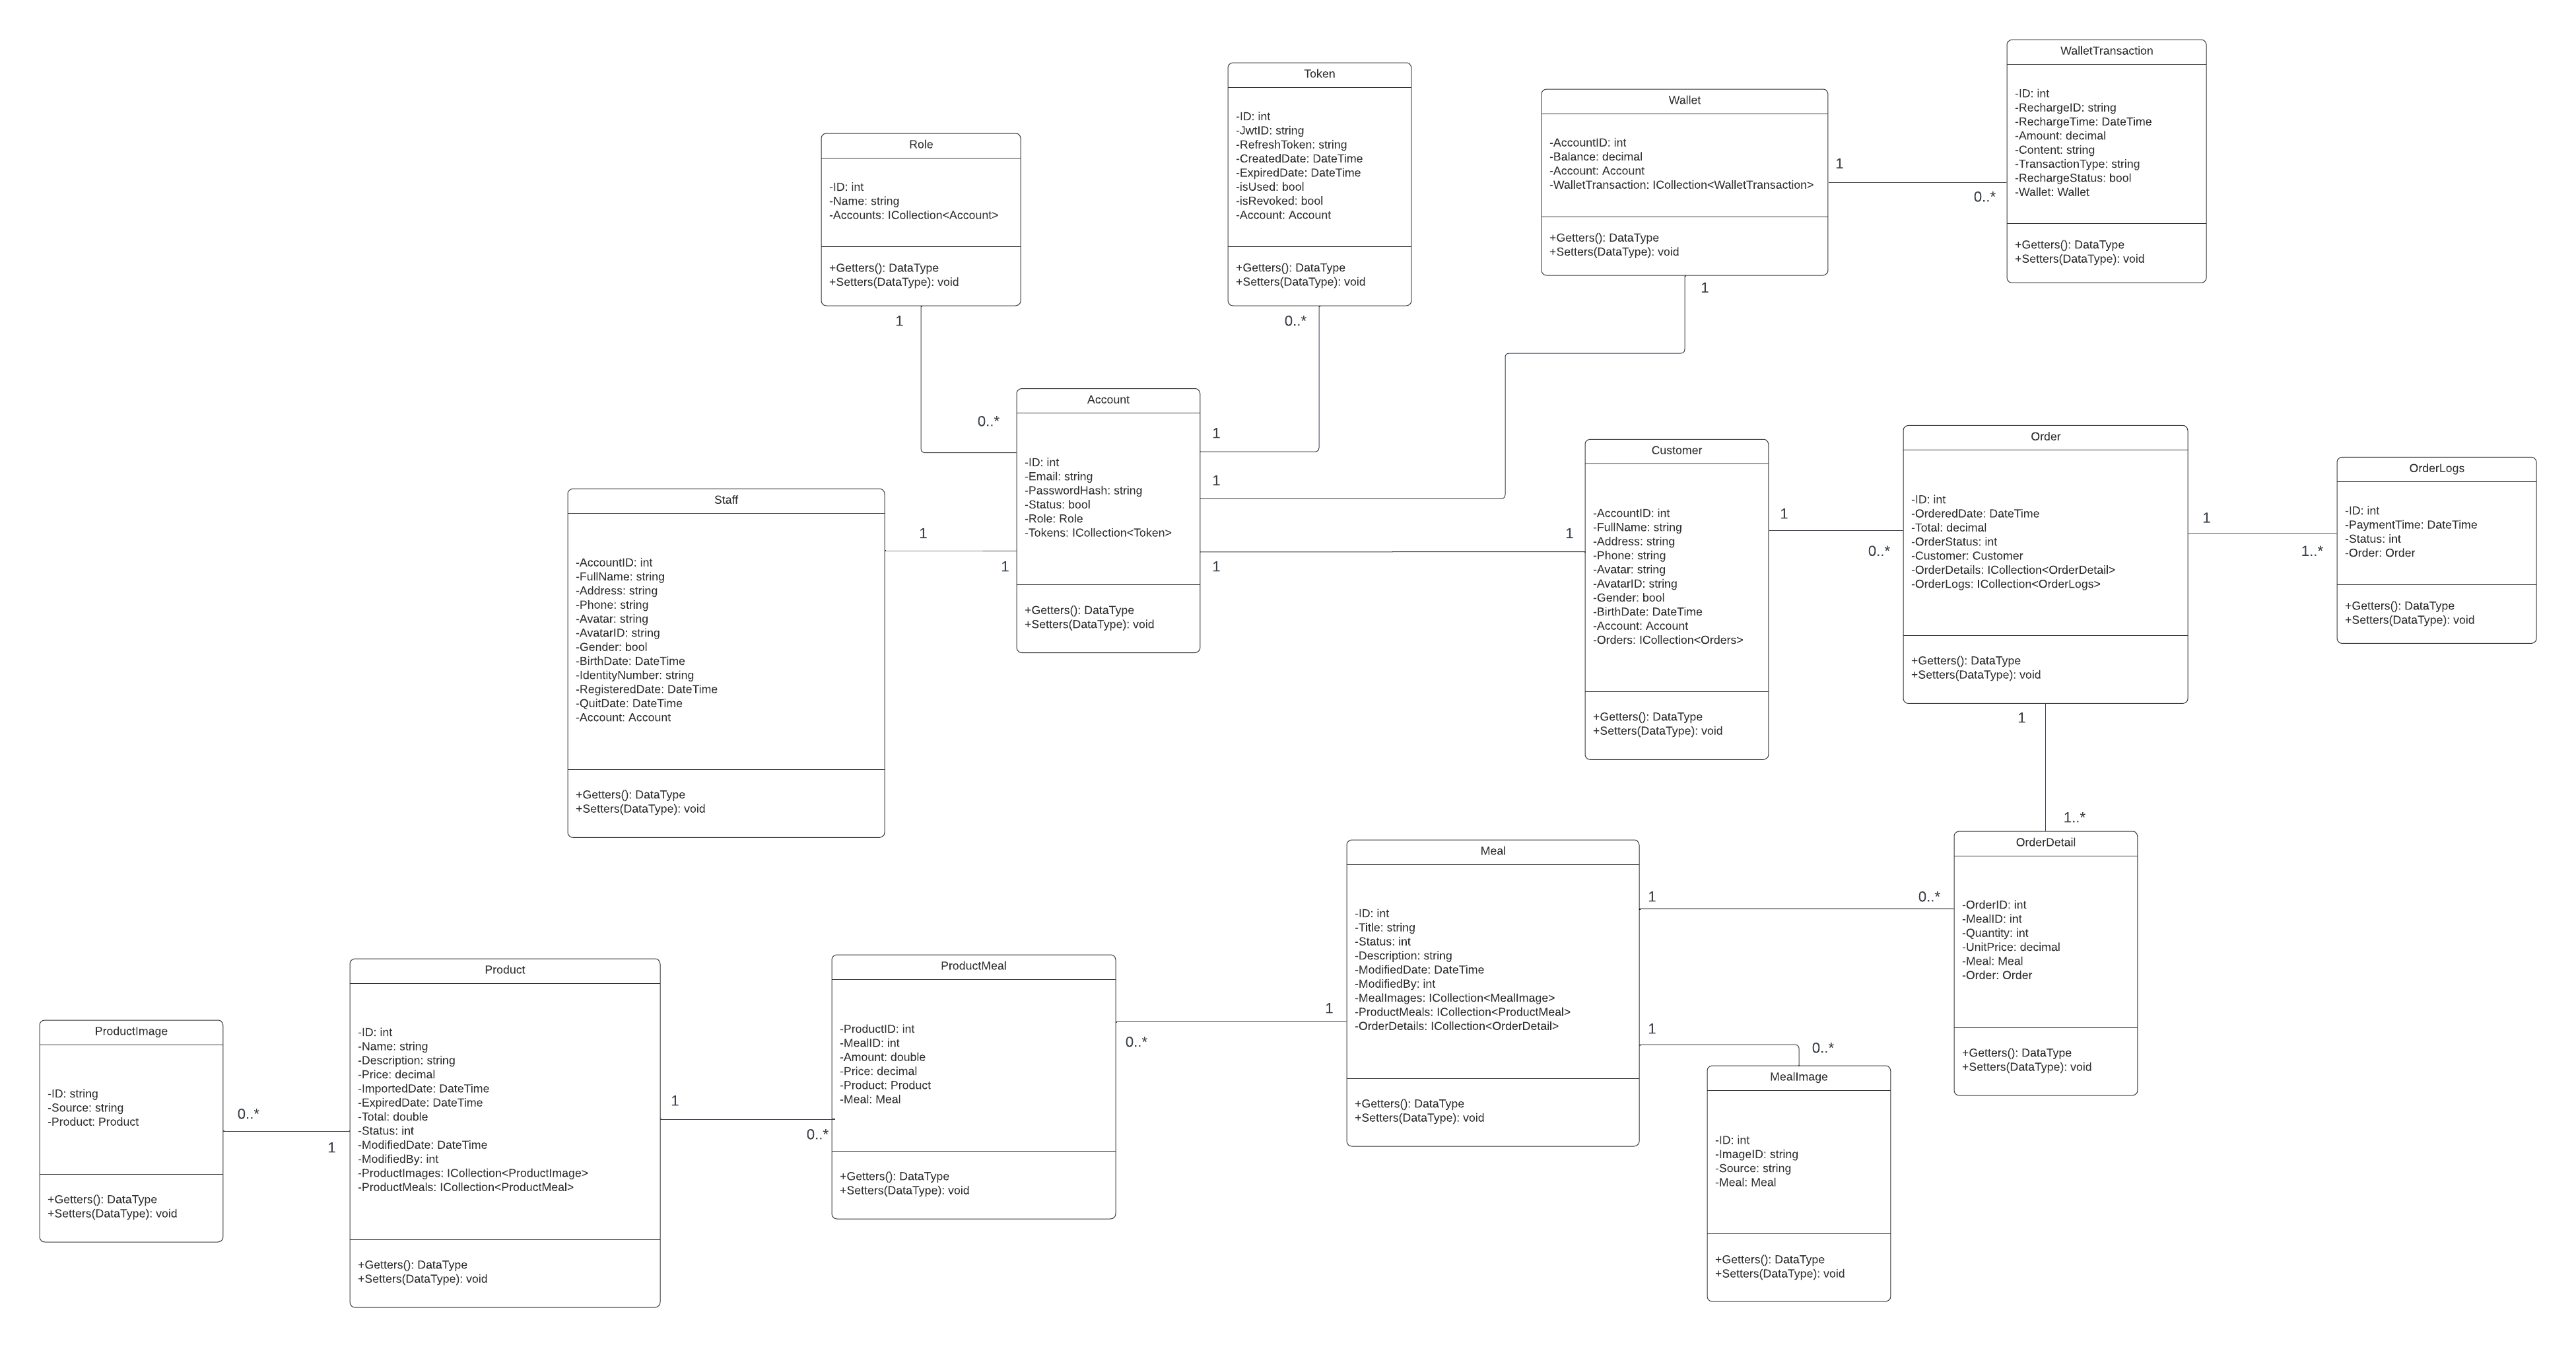 WalletTransaction
-ID: int
-RechargeID: string
-RechargeTime: DateTime
-Amount: decimal
-Content: string
-TransactionType: string
-RechargeStatus: bool
-Wallet: Wallet
+Getters(): DataType
+Setters(DataType): void
Token
-ID: int
-JwtID: string
-RefreshToken: string
-CreatedDate: DateTime
-ExpiredDate: DateTime
-isUsed: bool
-isRevoked: bool
-Account: Account
+Getters(): DataType
+Setters(DataType): void
0..*
Wallet
-AccountID: int
-Balance: decimal
-Account: Account
-WalletTransaction: ICollection<WalletTransaction>
+Getters(): DataType
+Setters(DataType): void
1
0..*
1
Role
-ID: int
-Name: string
-Accounts: ICollection<Account>
+Getters(): DataType
+Setters(DataType): void
1
0..*
Account
-ID: int
-Email: string
-PasswordHash: string
-Status: bool
-Role: Role
-Tokens: ICollection<Token>
+Getters(): DataType
+Setters(DataType): void
1
1
1
1
1
1
Staff
-AccountID: int
-FullName: string
-Address: string
-Phone: string
-Avatar: string
-AvatarID: string
-Gender: bool
-BirthDate: DateTime
-IdentityNumber: string
-RegisteredDate: DateTime
-QuitDate: DateTime
-Account: Account
+Getters(): DataType
+Setters(DataType): void
Customer
-AccountID: int
-FullName: string
-Address: string
-Phone: string
-Avatar: string
-AvatarID: string
-Gender: bool
-BirthDate: DateTime
-Account: Account
-Orders: ICollection<Orders>
+Getters(): DataType
+Setters(DataType): void
1
0..*
Order
-ID: int
-OrderedDate: DateTime
-Total: decimal
-OrderStatus: int
-Customer: Customer
-OrderDetails: ICollection<OrderDetail>
-OrderLogs: ICollection<OrderLogs>
+Getters(): DataType
+Setters(DataType): void
1
1..*
OrderLogs
-ID: int
-PaymentTime: DateTime
-Status: int
-Order: Order
+Getters(): DataType
+Setters(DataType): void
1
1..*
OrderDetail
-OrderID: int
-MealID: int
-Quantity: int
-UnitPrice: decimal
-Meal: Meal
-Order: Order
+Getters(): DataType
+Setters(DataType): void
Meal
-ID: int
-Title: string
-Status: int
-Description: string
-ModifiedDate: DateTime
-ModifiedBy: int
-MealImages: ICollection<MealImage>
-ProductMeals: ICollection<ProductMeal>
-OrderDetails: ICollection<OrderDetail>
+Getters(): DataType
+Setters(DataType): void
1
0..*
1
0..*
MealImage
-ID: int
-ImageID: string
-Source: string
-Meal: Meal
+Getters(): DataType
+Setters(DataType): void
ProductMeal
-ProductID: int
-MealID: int
-Amount: double
-Price: decimal
-Product: Product
-Meal: Meal
+Getters(): DataType
+Setters(DataType): void
0..*
1
Product
-ID: int
-Name: string
-Description: string
-Price: decimal
-ImportedDate: DateTime
-ExpiredDate: DateTime
-Total: double
-Status: int
-ModifiedDate: DateTime
-ModifiedBy: int
-ProductImages: ICollection<ProductImage>
-ProductMeals: ICollection<ProductMeal>
+Getters(): DataType
+Setters(DataType): void
1
0..*
ProductImage
-ID: string
-Source: string
-Product: Product
+Getters(): DataType
+Setters(DataType): void
0..*
1